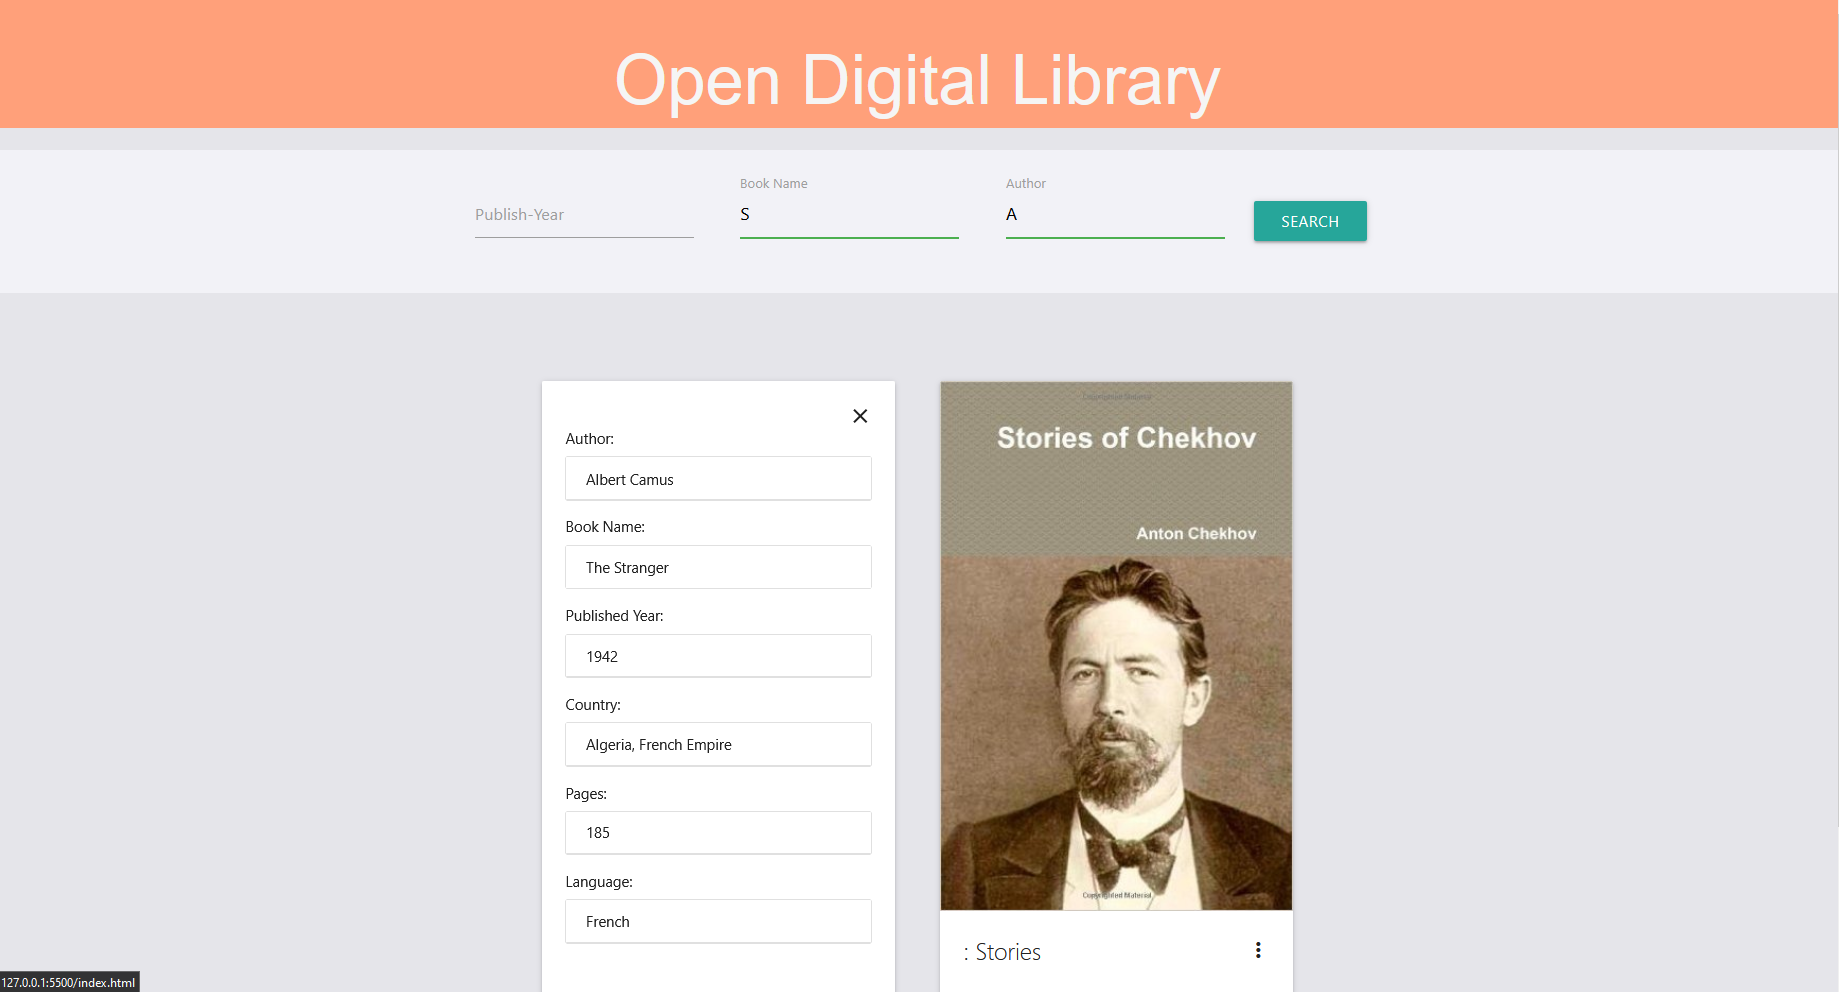 Open Digital Library
Book Name
Author
Publish-Year
S
A
SEARCH
Author:
Albert Camus
Book Name:
The Stranger
Published Year:
1942
Country:
Algeria, French Empire
Pages:
185
Language:
French
Copyrighted Material
Stories of Chekhov
Anton Chekhov
Copyrighted Material
: Stories
127.0.0.1:5500/index.html